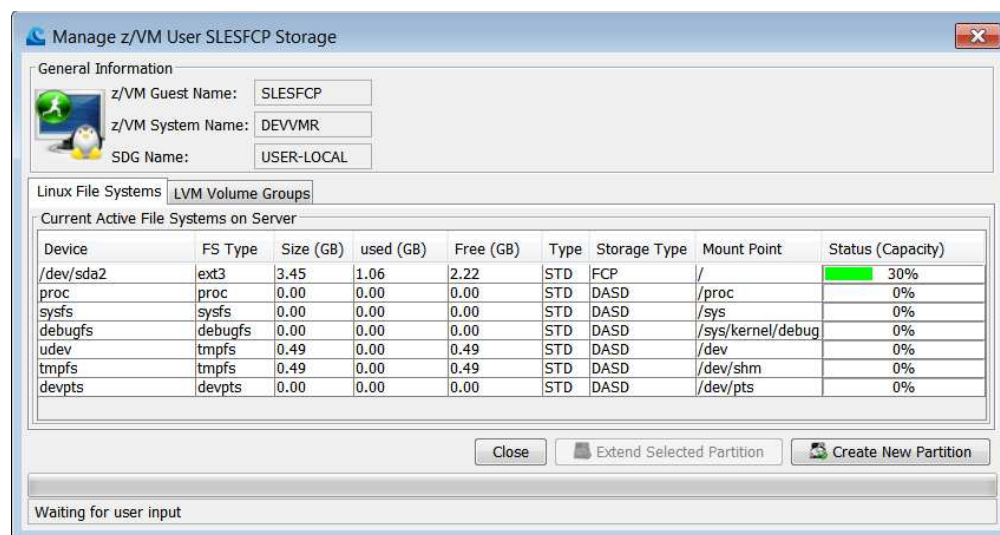 Manage z/VM User SLESFCP Storage
General Information
z/VM Guest Name: SLESFCP
z/VM System Name: DEVVMR
SDG Name: USER-LOCAL
Linux File Systems LVM Volume Groups
Current Active File Systems on Server
Device FS Type Size (GB) used (GB) Free (GB) Type Storage Type Mount Point Status (Capacity)
/dev/sda2 ext3 3.45 1.06 2.22 STD FCP / 30%
proc proc 0.00 0.00 0.00 STD DASD /proc 0%
sysfs sysfs 0.00 0.00 0.00 STD DASD /sys 0%
debugfs debugfs 0.00 0.00 0.00 STD DASD /sys/kernel/debug 0%
udev tmpfs 0.49 0.00 0.49 STD DASD /dev 0%
tmpfs tmpfs 0.49 0.00 0.49 STD DASD /dev/shm 0%
devpts devpts 0.00 0.00 0.00 STD DASD /dev/pts 0%
Close Extend Selected Partition Create New Partition
Waiting for user input